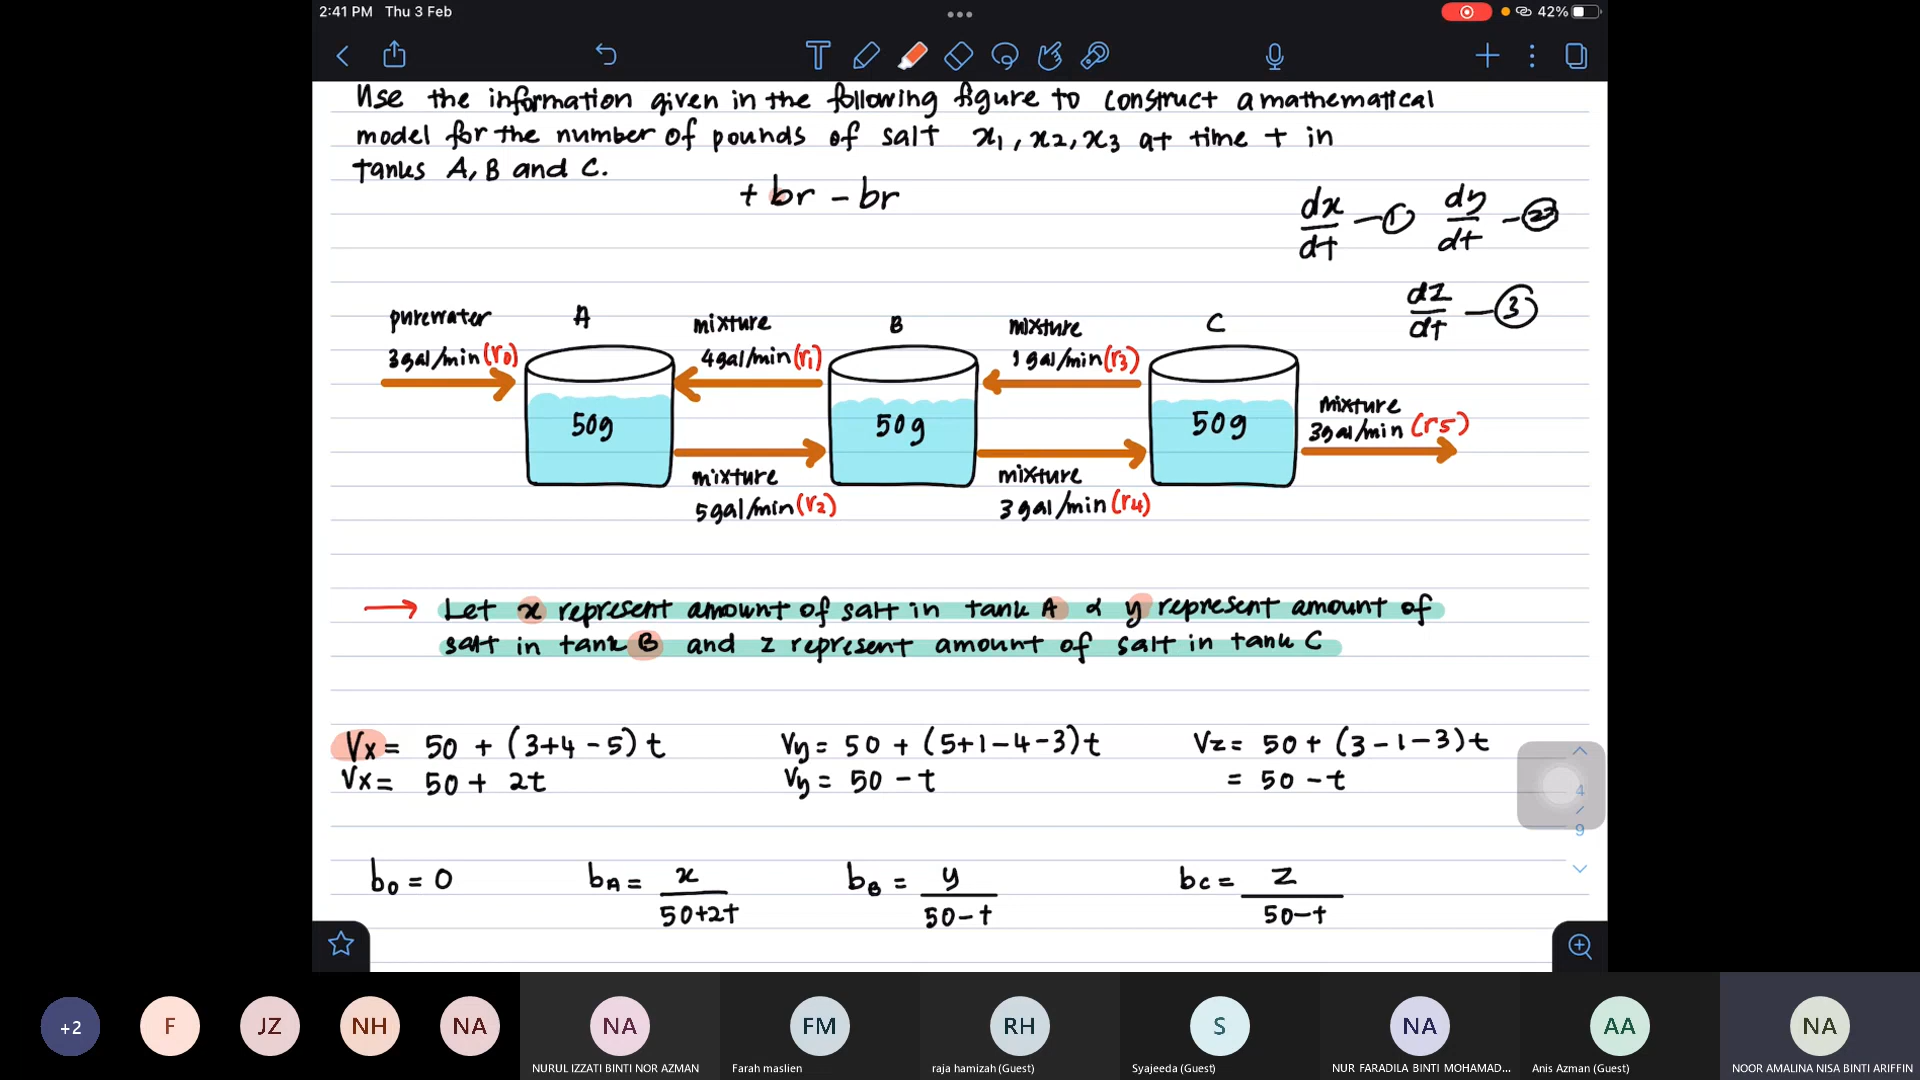 2:41 PM Thu 3 Feb
42%
Use the information given in the following figure to construct a mathematical
model for the number of pounds of salt x1, x2, x3 at time t in
tanks A, B and C.
+ br - br
dx/dt - ① dy/dt - ②
dz/dt - ③
purewater A mixture B mixture C
3gal/min (r0) 4gal/min (r1) 1gal/min (r3)
50g 50g 50g
mixture
3gal/min (r5)
mixture mixture
5gal/min (r2) 3gal/min (r4)
→ Let x represent amount of salt in tank A & y represent amount of
salt in tank B and z represent amount of salt in tank C
Vx = 50 + (3+4-5)t Vy = 50 + (5+1-4-3)t Vz = 50 + (3-1-3)t
Vx = 50 + 2t Vy = 50 - t = 50 - t
4
/
9
b0 = 0 bA = x/(50+2t) bB = y/(50-t) bC = z/(50-t)
+2 F JZ NH NA NA FM RH S NA AA NA
NURUL IZZATI BINTI NOR AZMAN Farah maslien raja hamizah (Guest) Syajeeda (Guest) NUR FARADILA BINTI MOHAMAD... Anis Azman (Guest) NOOR AMALINA NISA BINTI ARIFFIN